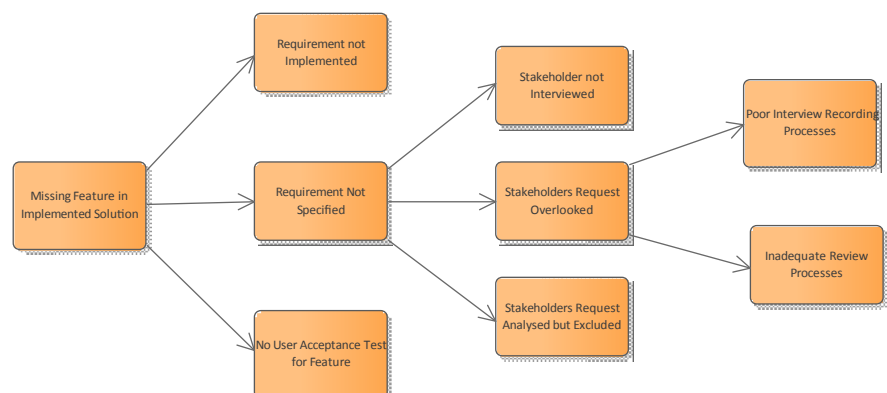 Requirement not
Implemented
Stakeholder not
Interviewed
Poor Interview Recording
Processes
Missing Feature in
Implemented Solution
Requirement Not
Specified
Stakeholders Request
Overlooked
Inadequate Review
Processes
Stakeholders Request
Analysed but Excluded
No User Acceptance Test
for Feature